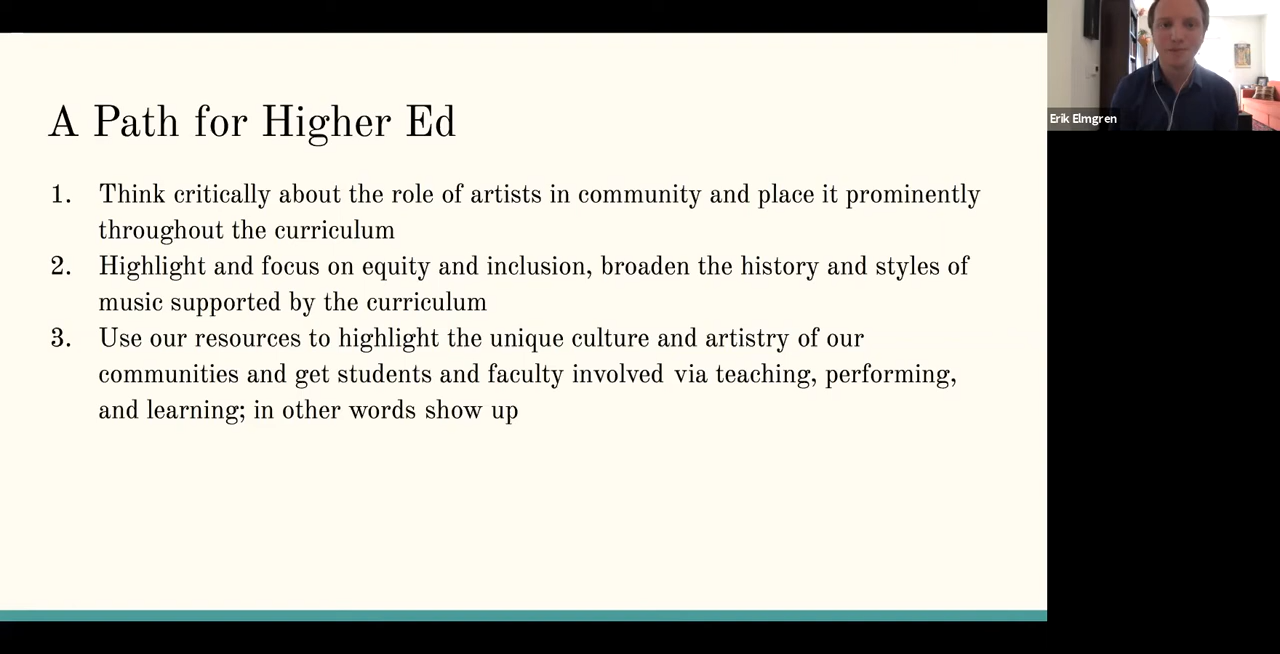 A Path for Higher Ed
1. Think critically about the role of artists in community and place it prominently
throughout the curriculum
2. Highlight and focus on equity and inclusion, broaden the history and styles of
music supported by the curriculum
3. Use our resources to highlight the unique culture and artistry of our
communities and get students and faculty involved via teaching, performing,
and learning; in other words show up
Erik Elmgren